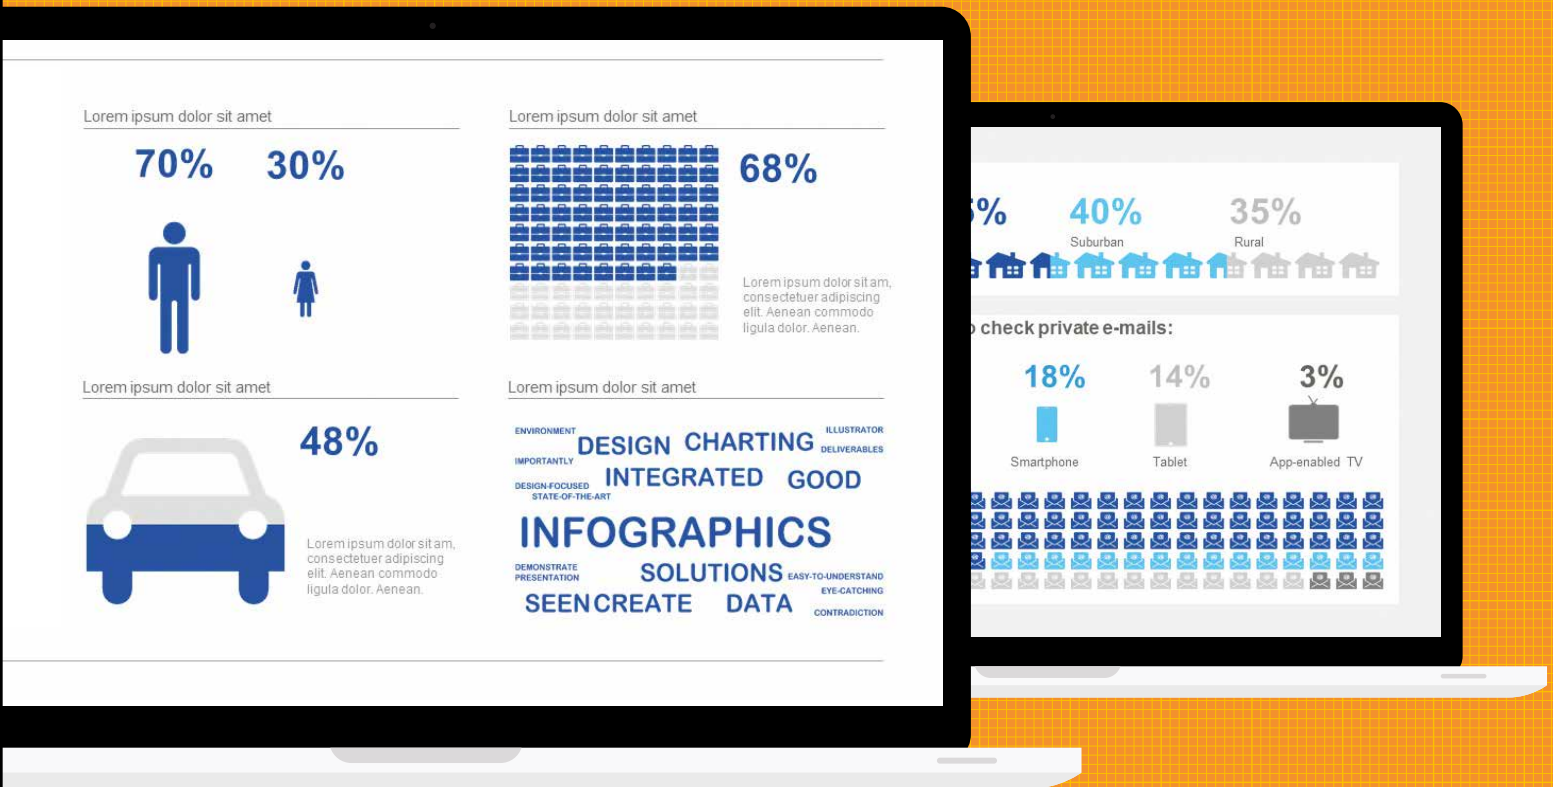 Lorem ipsum dolor sit amet
70% 30%
Lorem ipsum dolor sit amet
68%
Lorem ipsum dolor sit am,
consectetuer adipiscing
elit. Aenean commodo
ligula dolor. Aenean.
Lorem ipsum dolor sit amet
48%
Lorem ipsum dolor sit am,
consectetuer adipiscing
elit. Aenean commodo
ligula dolor. Aenean.
Lorem ipsum dolor sit amet
ENVIRONMENT
DESIGN
CHARTING
ILLUSTRATOR
DELIVERABLES
IMPORTANTLY
INTEGRATED
GOOD
DESIGN-FOCUSED
STATE-OF-THE-ART
INFOGRAPHICS
DEMONSTRATE
PRESENTATION
SOLUTIONS
EASY-TO-UNDERSTAND
EYE-CATCHING
SEEN CREATE
DATA
CONTRADICTION
% 40% 35%
Suburban Rural
check private e-mails:
18% 14% 3%
Smartphone Tablet App-enabled TV